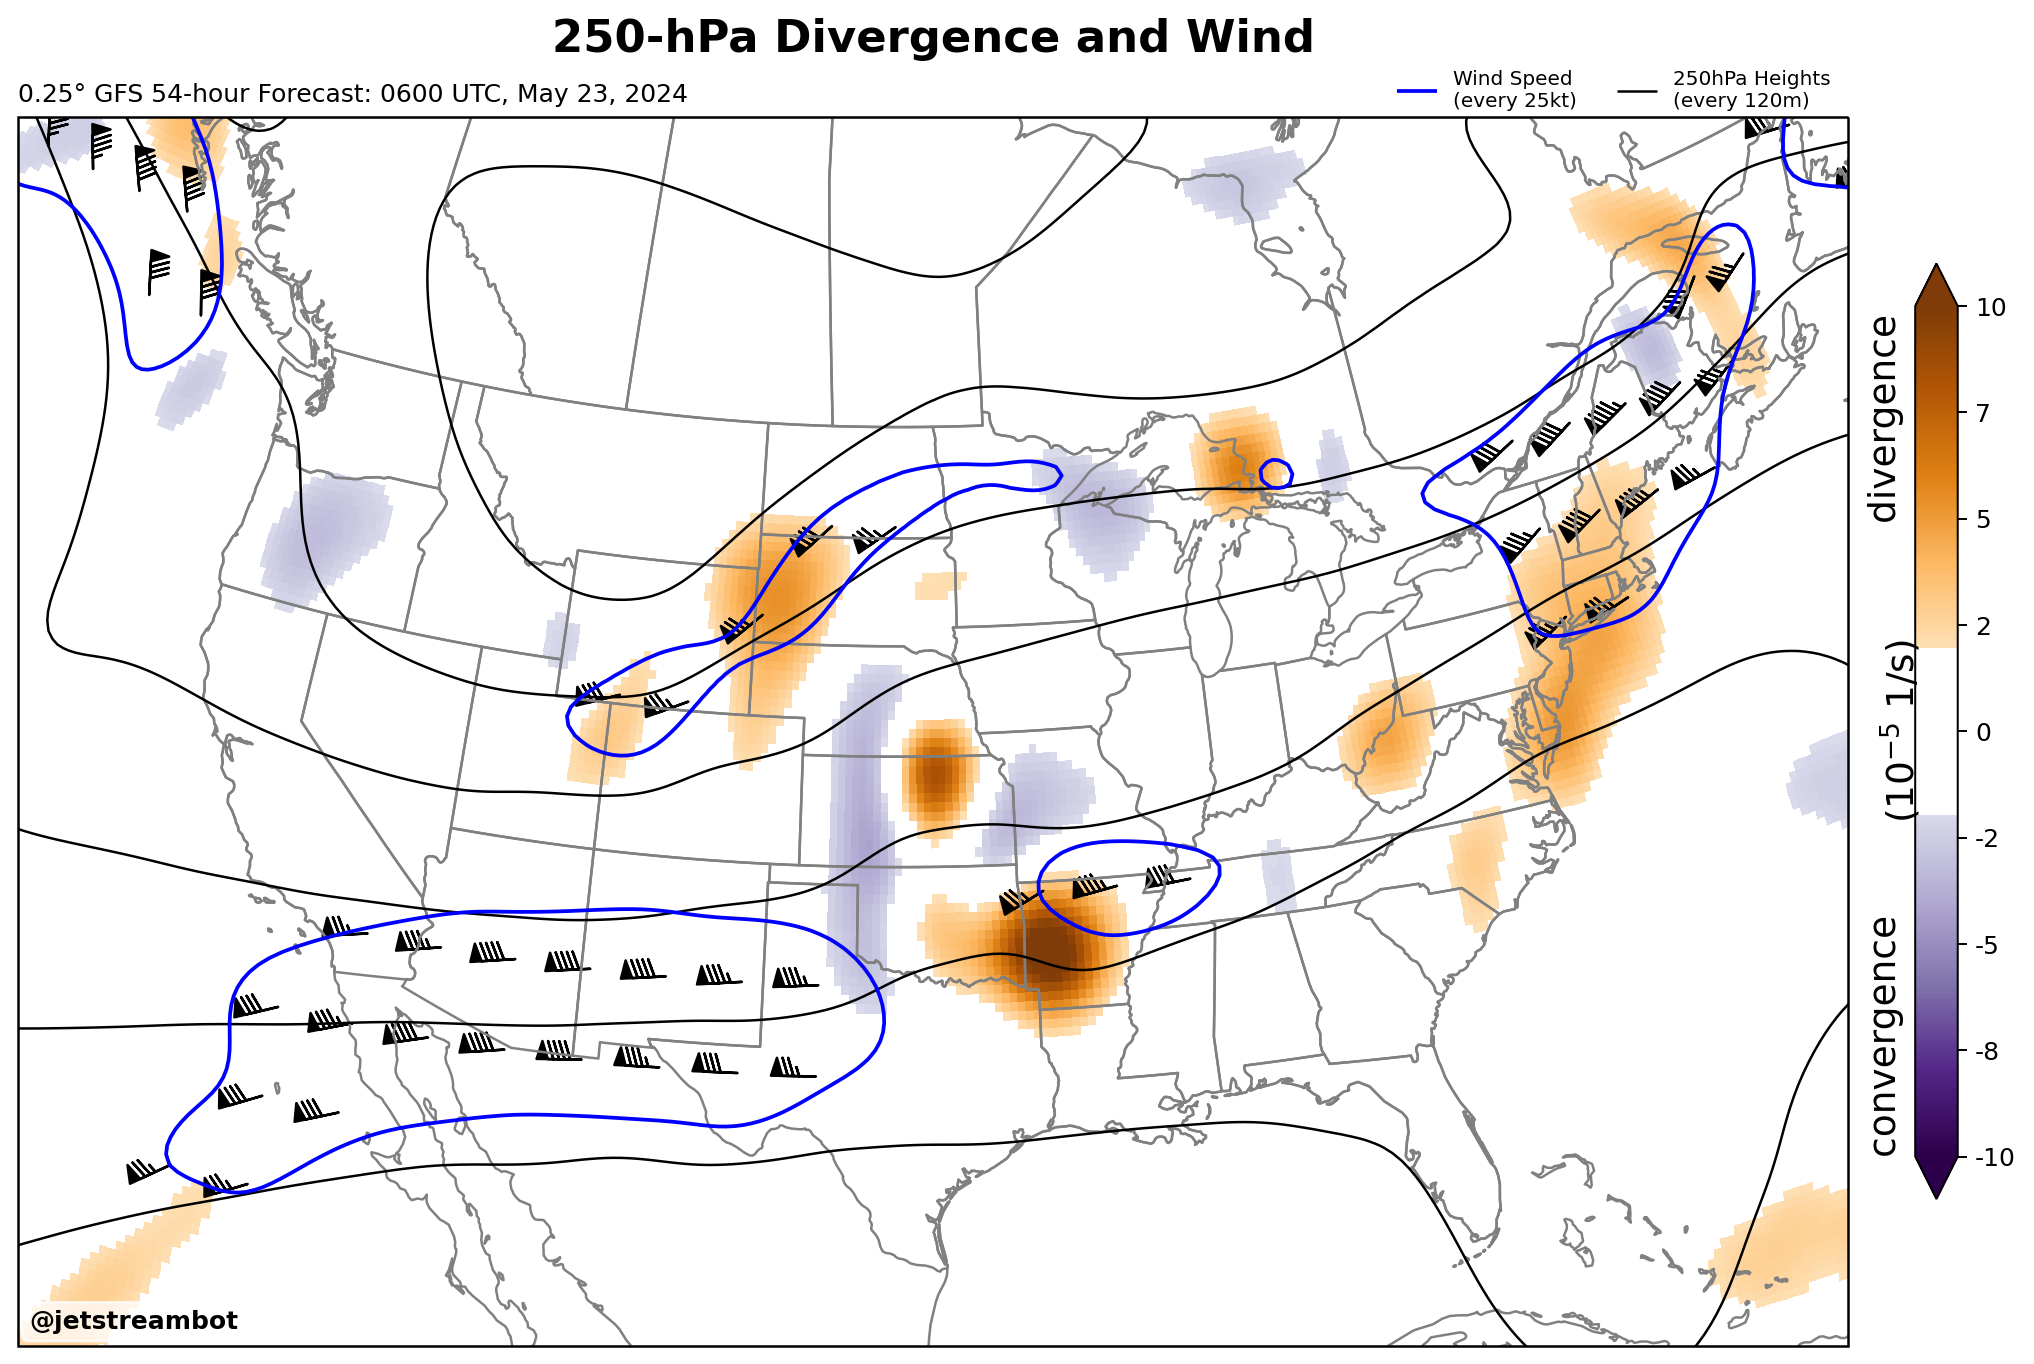 250-hPa Divergence and Wind
0.25° GFS 54-hour Forecast: 0600 UTC, May 23, 2024
Wind Speed
(every 25kt)
250hPa Heights
(every 120m)
divergence
(10⁻⁵ 1/s)
convergence
10
7
5
2
0
-2
-5
-8
-10
@jetstreambot